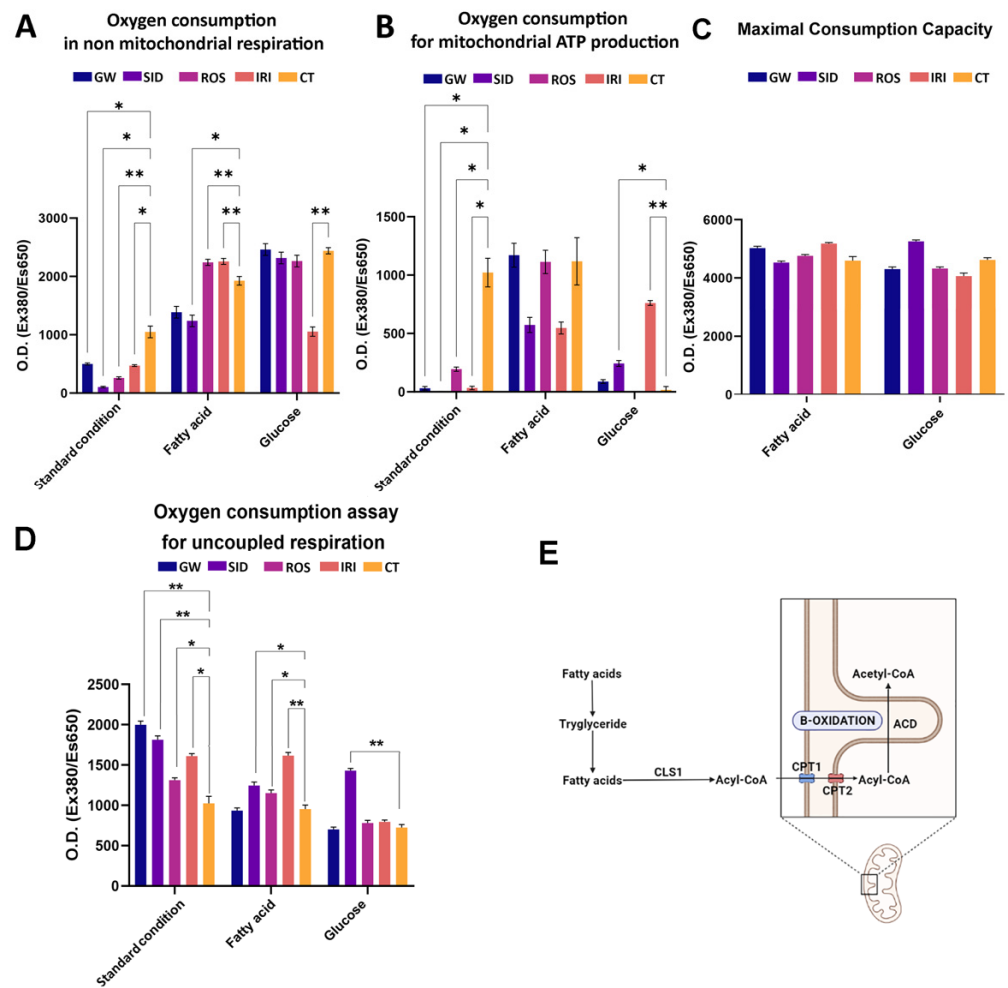 A
Oxygen consumption
in non mitochondrial respiration
GW SID ROS IRI CT
* * ** * * ** ** **
O.D. (Ex380/Es650)
3000
2000
1000
0
Standard condition
Fatty acid
Glucose
B
Oxygen consumption
for mitochondrial ATP production
GW SID ROS IRI CT
* * * * * **
O.D. (Ex380/Es650)
1500
1000
500
0
Standard condition
Fatty acid
Glucose
C
Maximal Consumption Capacity
GW SID ROS IRI CT
O.D. (Ex380/Es650)
6000
4000
2000
0
Fatty acid
Glucose
D
Oxygen consumption assay
for uncoupled respiration
GW SID ROS IRI CT
** ** * * * * ** **
O.D. (Ex380/Es650)
2500
2000
1500
1000
500
0
Standard condition
Fatty acid
Glucose
E
Fatty acids
Tryglyceride
Fatty acids
CLS1
Acyl-CoA
CPT1
CPT2
Acyl-CoA
ACD
B-OXIDATION
Acetyl-CoA